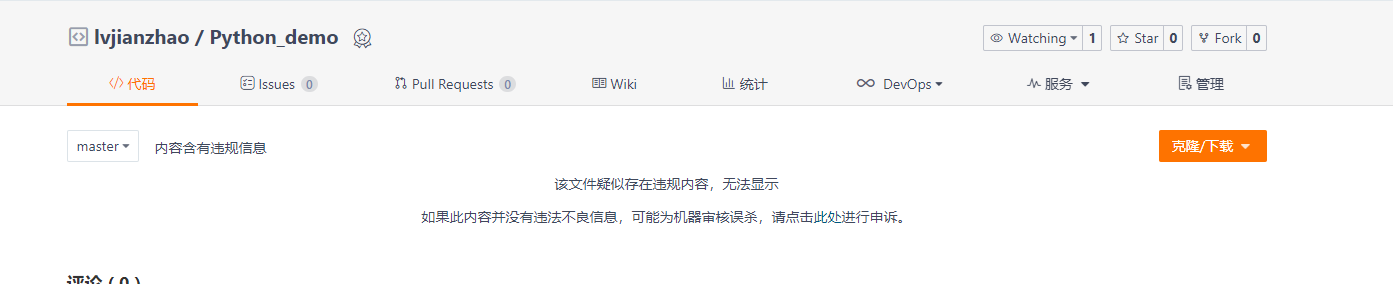 lvjianzhao / Python_demo
Watching 1 Star 0 Fork 0
代码 Issues 0 Pull Requests 0 Wiki 统计 DevOps 服务 管理
master 内容含有违规信息 克隆/下载
该文件疑似存在违规内容，无法显示
如果此内容并没有违法不良信息，可能为机器审核误杀，请点击此处进行申诉。
评论 ( 0 )